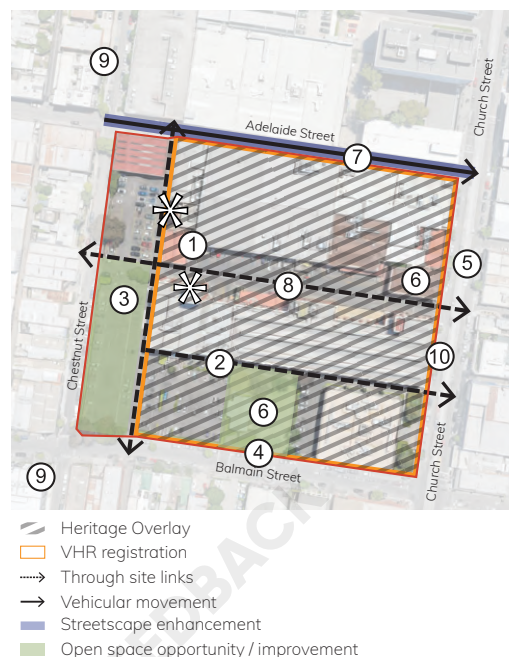 9
Church Street
Adelaide Street
7
1
5
6
8
3
10
2
Chestnut Street
6
4
Church Street
9
Balmain Street
Heritage Overlay
VHR registration
Through site links
Vehicular movement
Streetscape enhancement
Open space opportunity / improvement